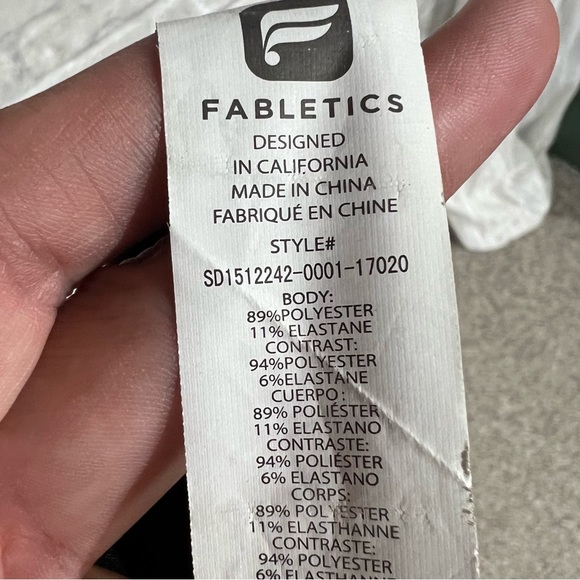 FABLETICS
DESIGNED
IN CALIFORNIA
MADE IN CHINA
FABRIQUÉ EN CHINE
STYLE#
SD1512242-0001-17020
BODY:
89%POLYESTER
11% ELASTANE
CONTRAST:
94%POLYESTER
6%ELASTANE
CUERPO:
89% POLIÉSTER
11% ELASTANO
CONTRASTE:
94% POLIÉSTER
6% ELASTANO
CORPS:
89% POLYESTER
11% ELASTHANNE
CONTRASTE:
94% POLYESTER
6% ELASTHANNE